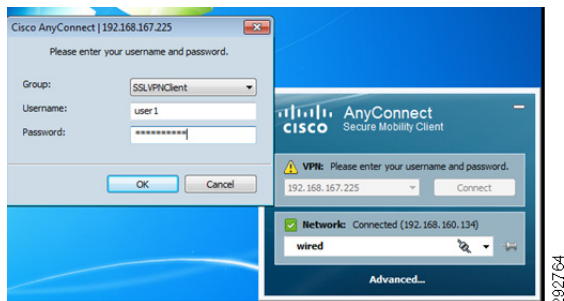 Cisco AnyConnect | 192.168.167.225
Please enter your username and password.
Group:
SSLVPNClient
Username:
user1
Password:
**********
OK
Cancel
CISCO
AnyConnect
Secure Mobility Client
VPN: Please enter your username and password.
192.168.167.225
Connect
Network: Connected (192.168.160.134)
wired
Advanced...
292764